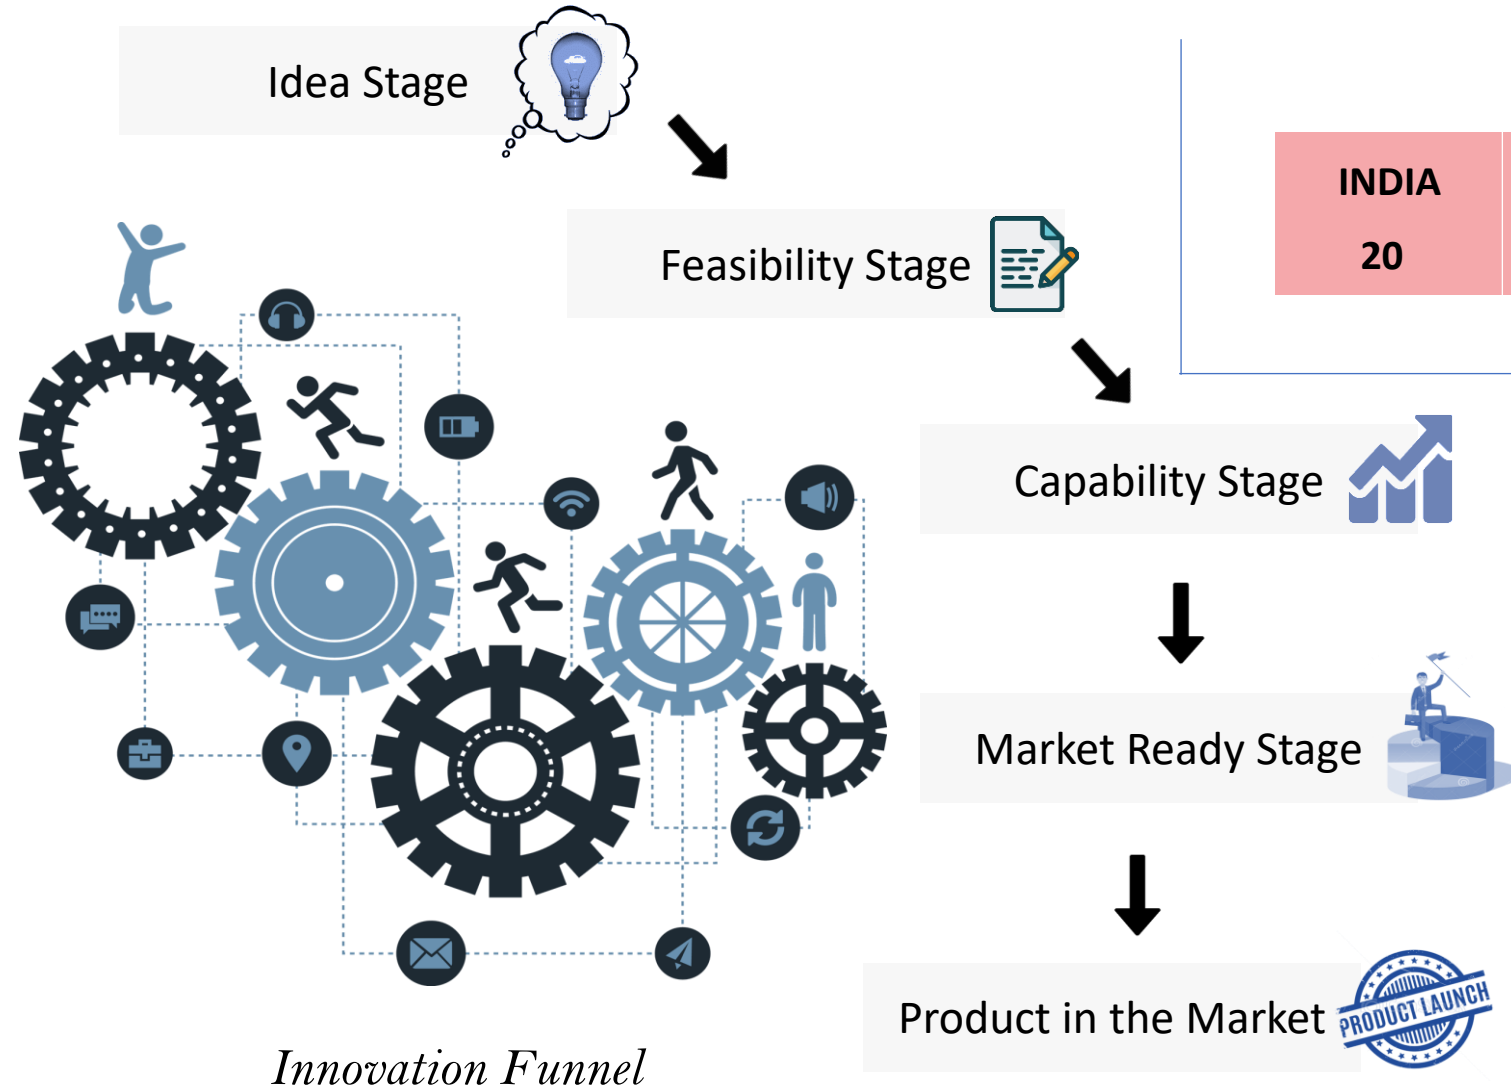 Idea Stage
Feasibility Stage
INDIA
20
Capability Stage
Market Ready Stage
Product in the Market
PRODUCT LAUNCH
Innovation Funnel